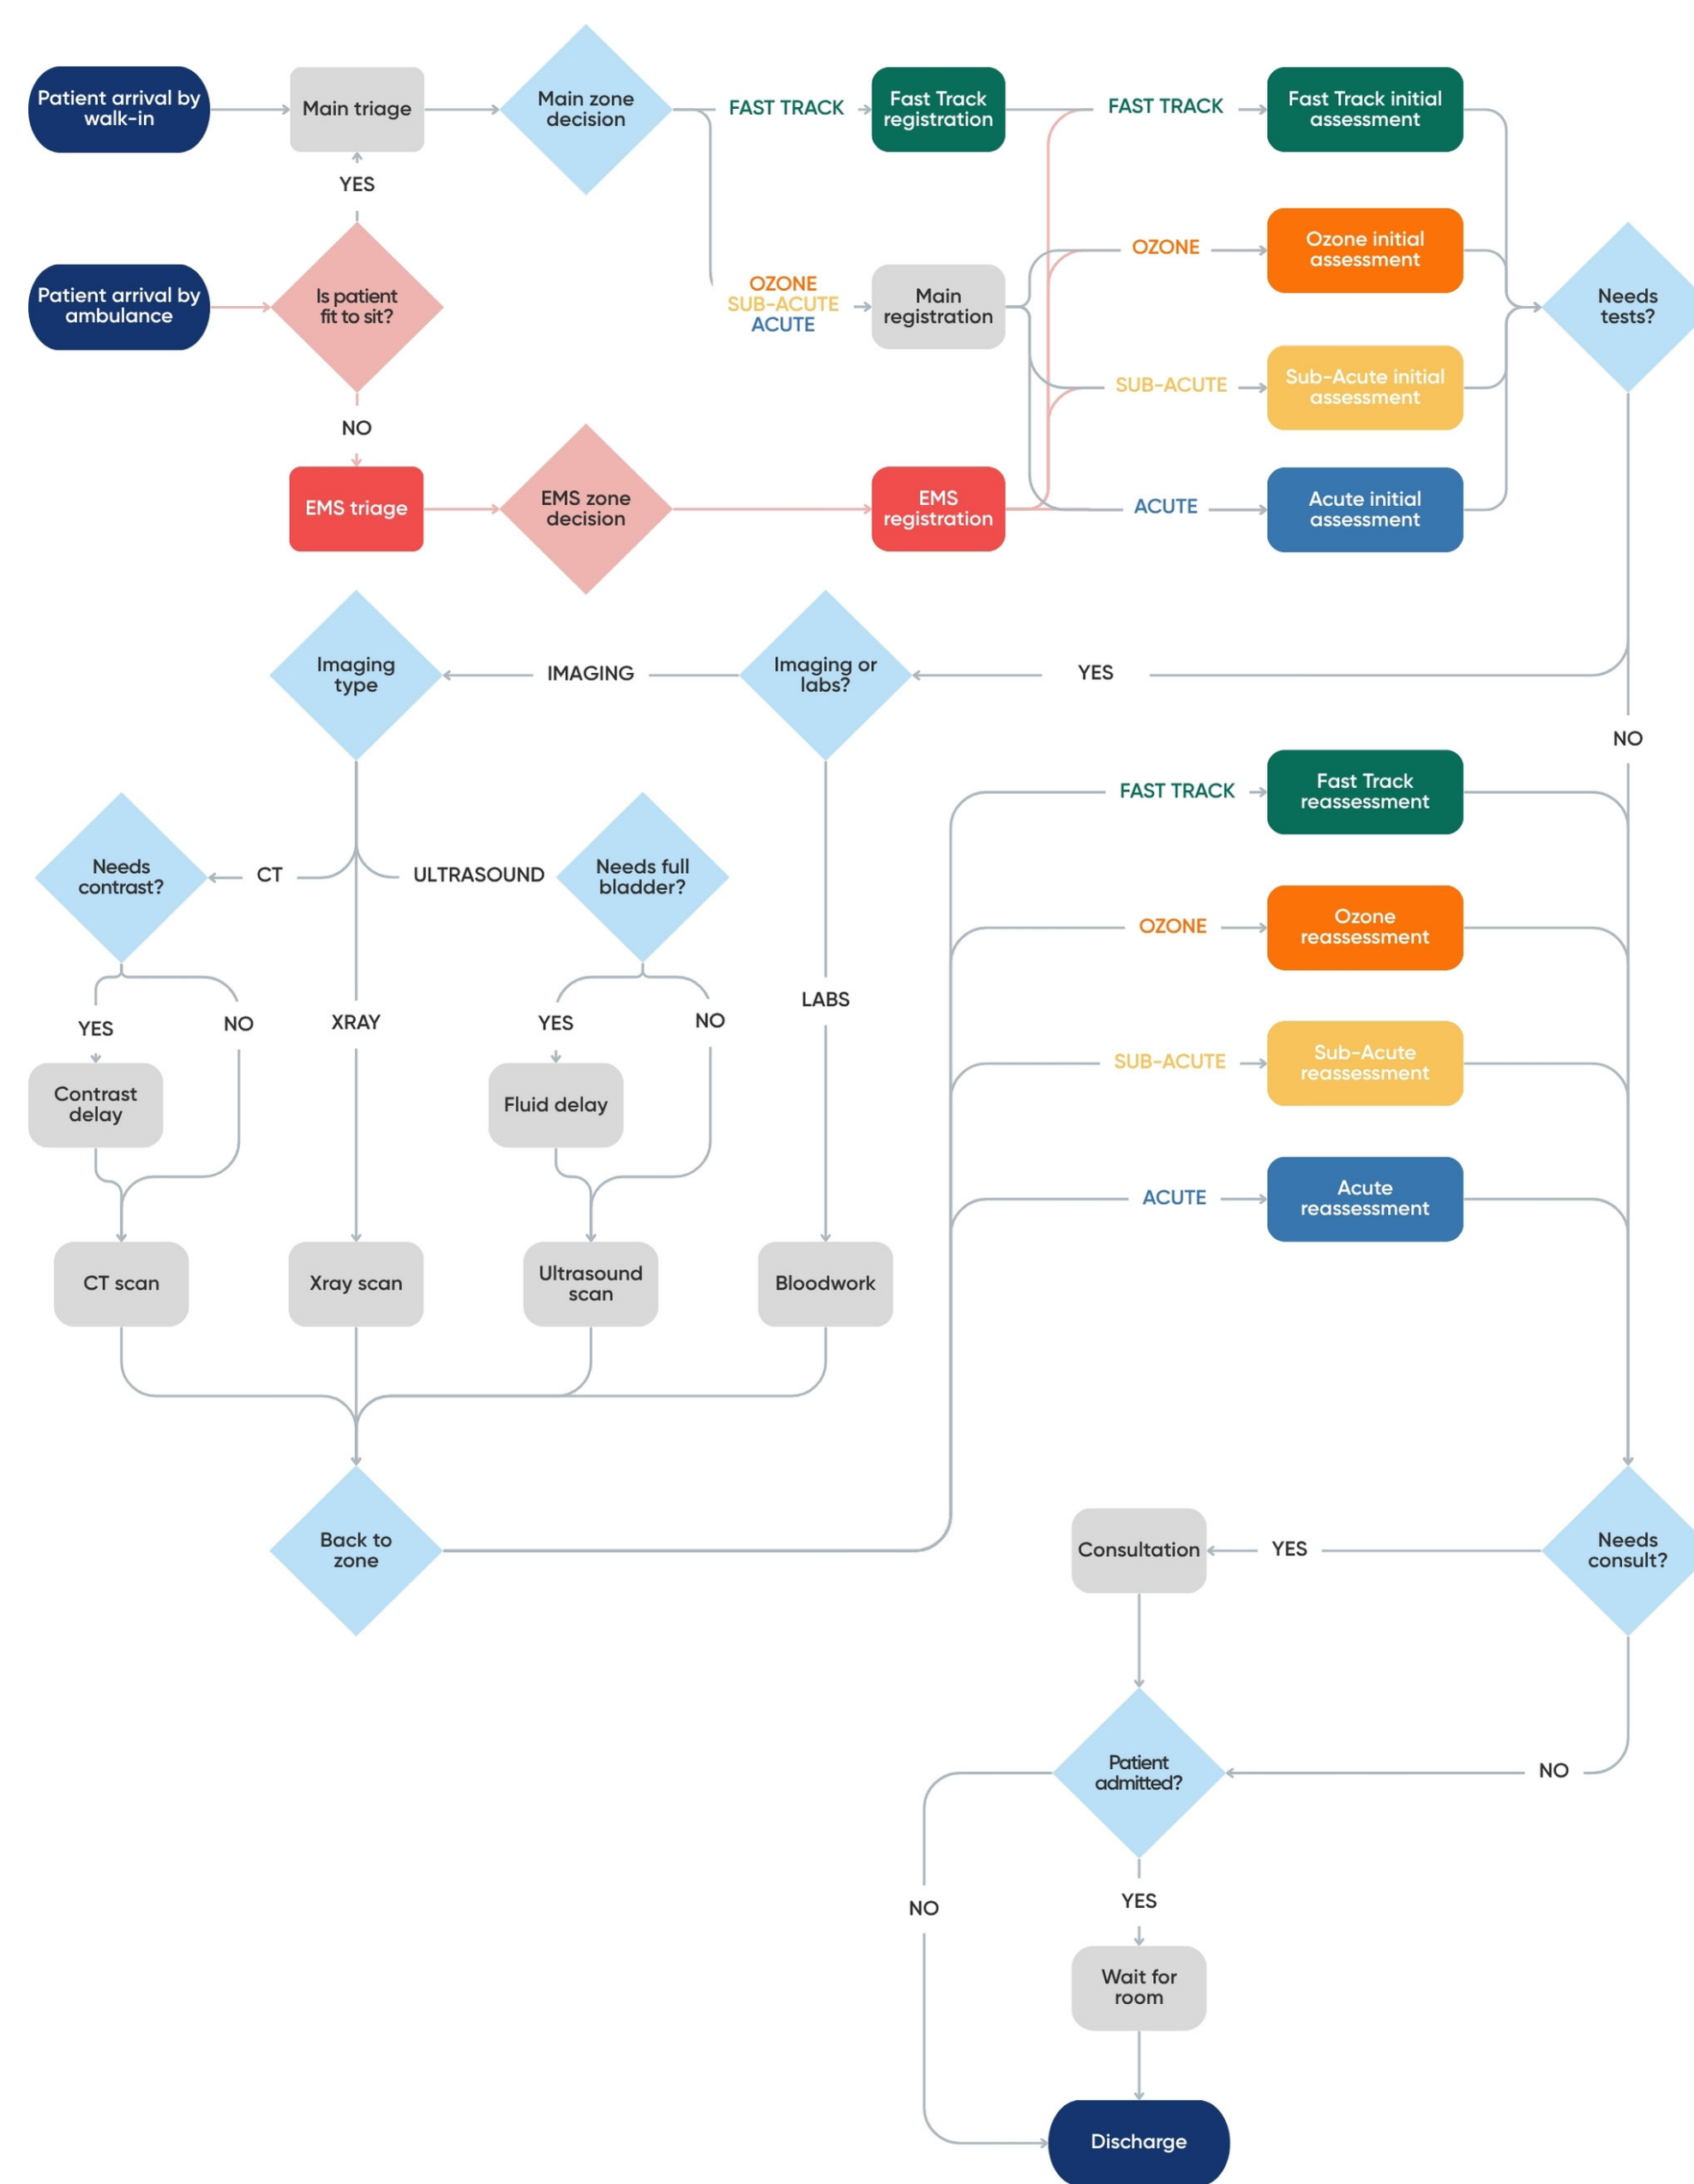 Patient arrival by
walk-in
Main triage
Main zone
decision
FAST TRACK
Fast Track
registration
FAST TRACK
Fast Track initial
assessment
YES
Patient arrival by
ambulance
Is patient
fit to sit?
OZONE
SUB-ACUTE
ACUTE
Main
registration
OZONE
Ozone initial
assessment
Needs
tests?
SUB-ACUTE
Sub-Acute initial
assessment
NO
EMS triage
EMS zone
decision
EMS
registration
ACUTE
Acute initial
assessment
Imaging
type
IMAGING
Imaging or
labs?
YES
NO
FAST TRACK
Fast Track
reassessment
Needs
contrast?
CT
ULTRASOUND
Needs full
bladder?
OZONE
Ozone
reassessment
YES
NO
XRAY
YES
NO
LABS
SUB-ACUTE
Sub-Acute
reassessment
Contrast
delay
Fluid delay
ACUTE
Acute
reassessment
CT scan
Xray scan
Ultrasound
scan
Bloodwork
Back to
zone
Consultation
YES
Needs
consult?
Patient
admitted?
NO
NO
YES
Wait for
room
Discharge